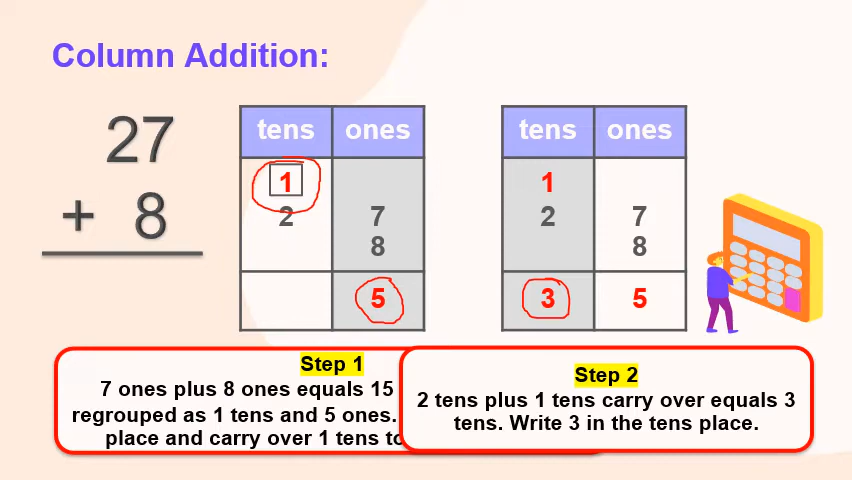 Column Addition:
27
+ 8
tens ones
1
2 7
8
5
tens ones
1
2 7
8
3 5
Step 1
7 ones plus 8 ones equals 15
regrouped as 1 tens and 5 ones.
place and carry over 1 tens to
Step 2
2 tens plus 1 tens carry over equals 3
tens. Write 3 in the tens place.